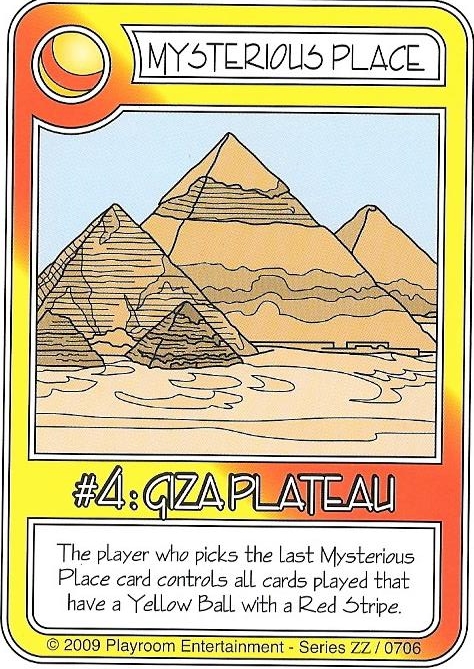 MYSTERIOUS PLACE
#4: GIZA PLATEAU
The player who picks the last Mysterious
Place card controls all cards played that
have a Yellow Ball with a Red Stripe.
© 2009 Playroom Entertainment - Series ZZ / 0706